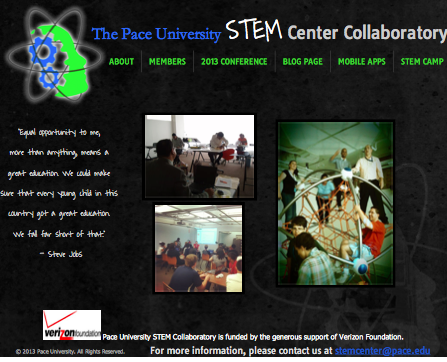 The Pace University STEM Center Collaboratory
ABOUT MEMBERS 2013 CONFERENCE BLOG PAGE MOBILE APPS STEM CAMP
"Equal opportunity to me,
more than anything, means a
great education. We could make
sure that every young child in this
country got a great education.
We fall far short of that."
- Steve Jobs
verizonfoundation
Pace University STEM Collaboratory is funded by the generous support of Verizon Foundation.
© 2013 Pace University. All Rights Reserved.
For more information, please contact us at stemcenter@pace.edu